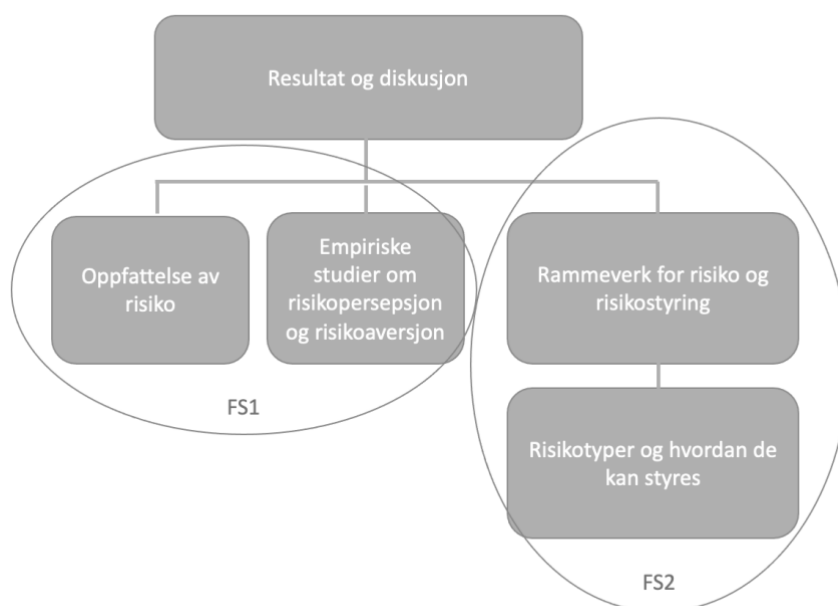 Resultat og diskusjon
Oppfattelse av
risiko
Empiriske
studier om
risikopersepsjon
og risikoaversjon
Rammeverk for risiko og
risikostyring
FS1
Risikotyper og hvordan de
kan styres
FS2